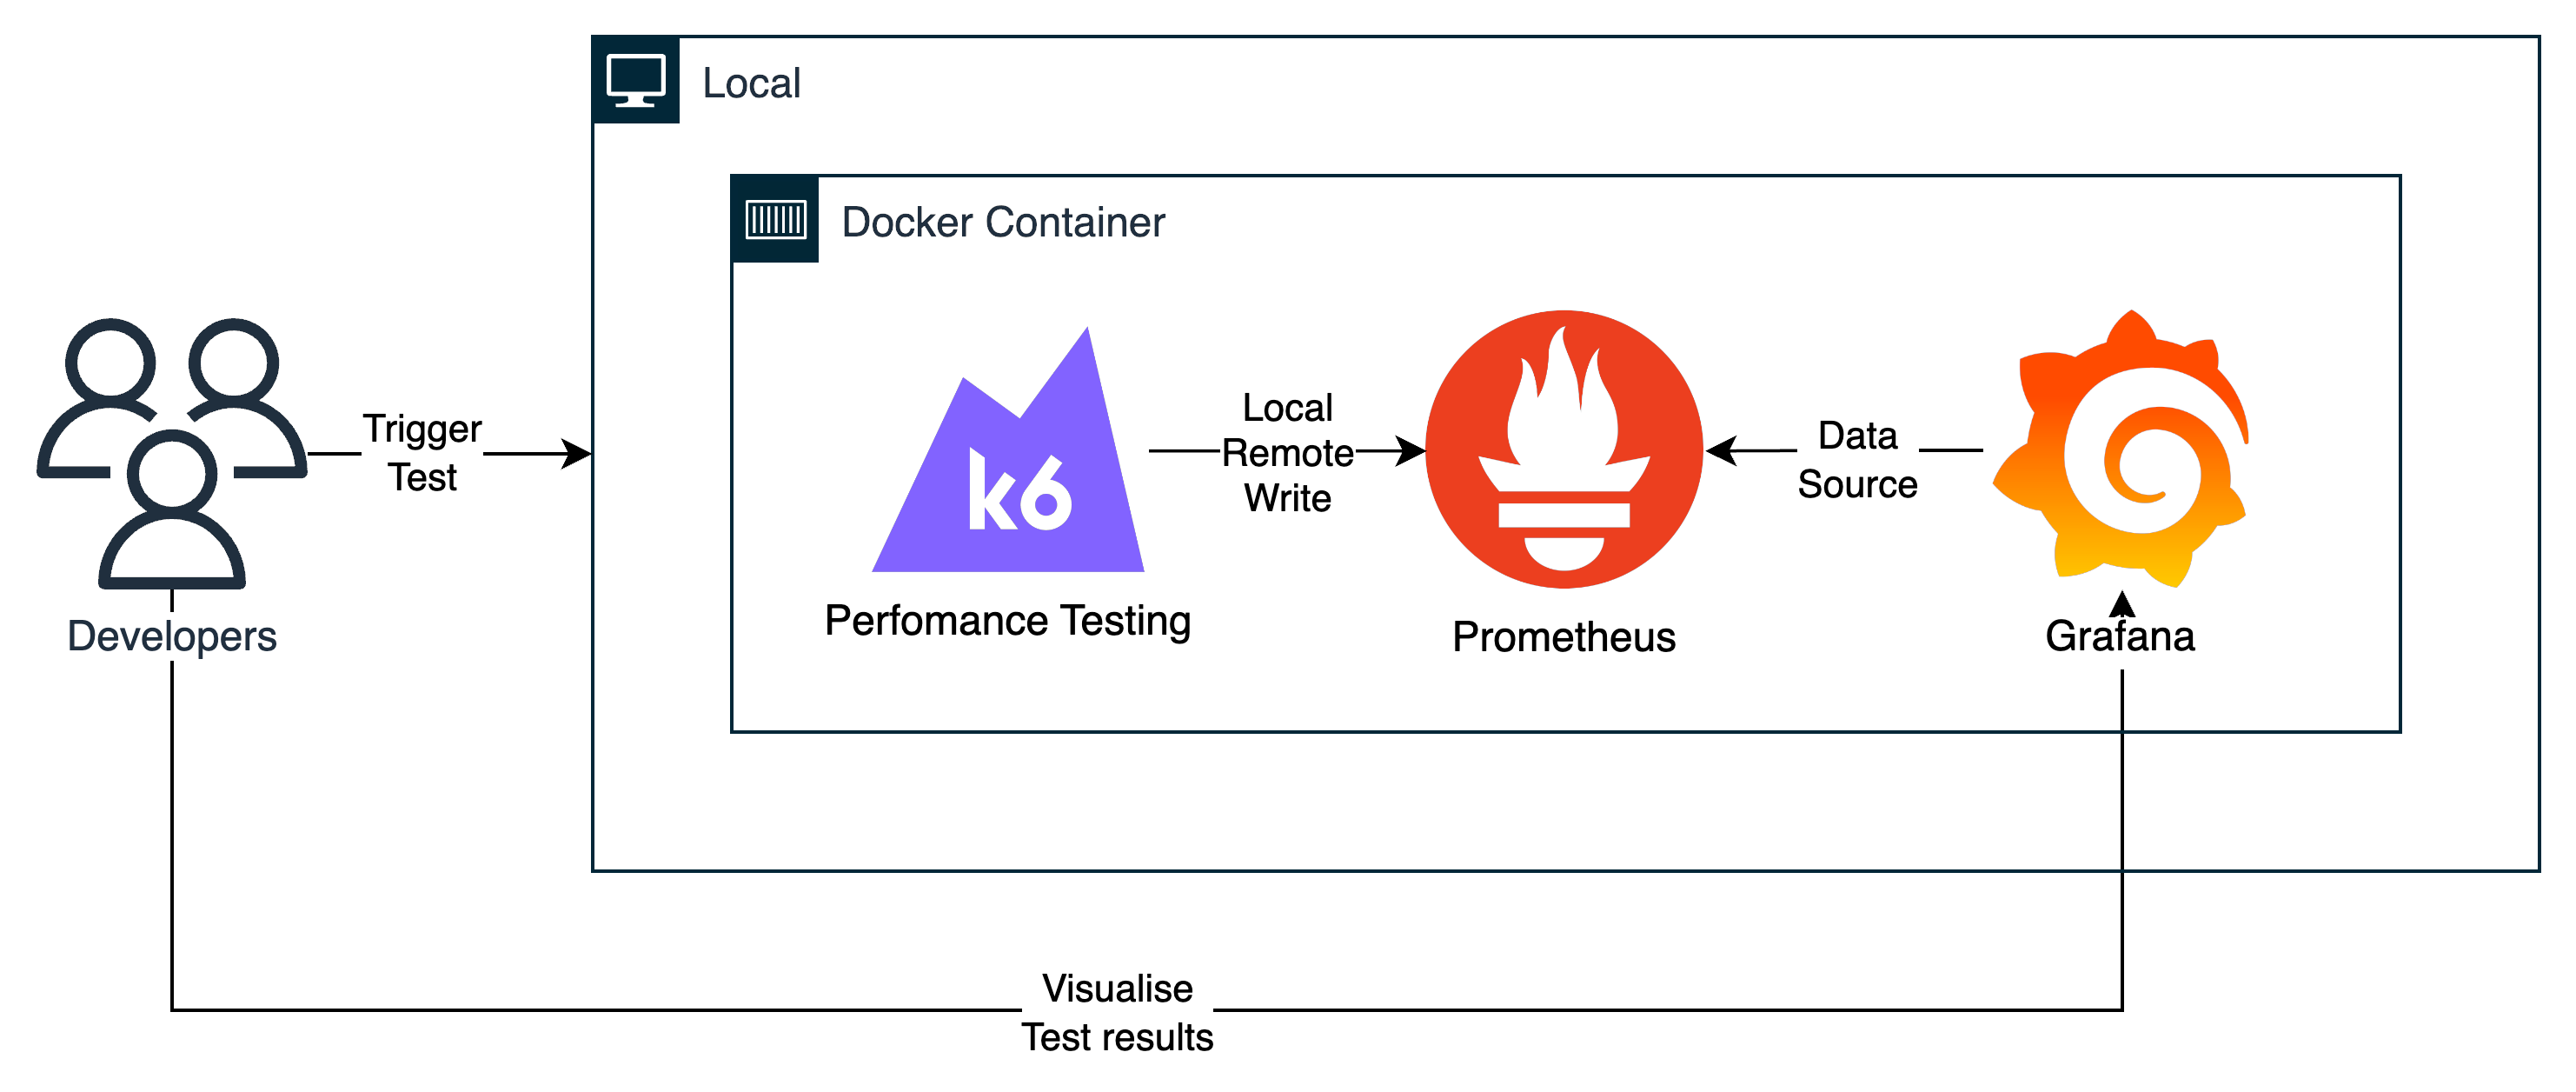 Local
Docker Container
Trigger
Test
k6
Local
Remote
Write
Data
Source
Perfomance Testing
Prometheus
Grafana
Developers
Visualise
Test results